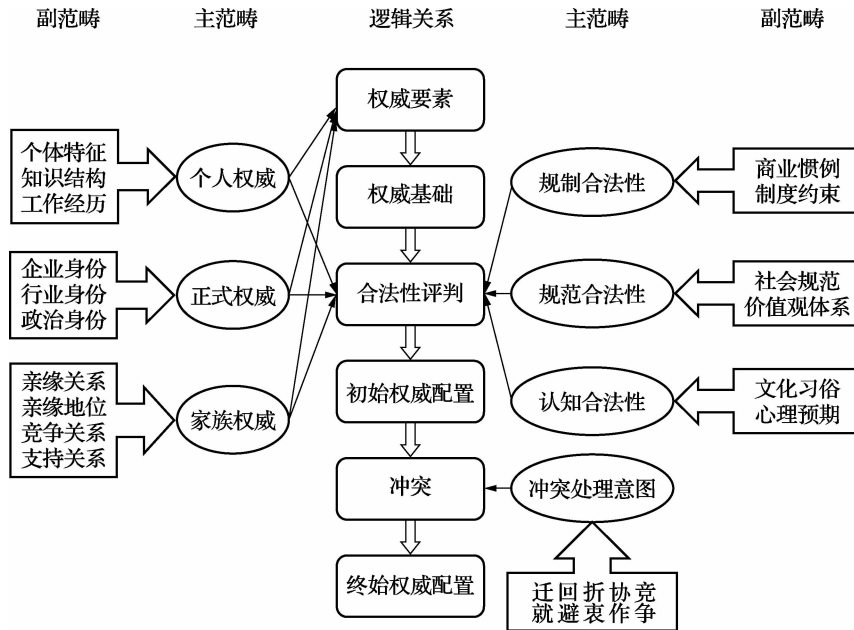 副范畴 主范畴 逻辑关系 主范畴 副范畴
权威要素
个体特征
知识结构
工作经历
个人权威
权威基础
规制合法性
商业惯例
制度约束
企业身份
行业身份
政治身份
正式权威
合法性评判
规范合法性
社会规范
价值观体系
亲缘关系
亲缘地位
竞争关系
支持关系
家族权威
初始权威配置
认知合法性
文化习俗
心理预期
冲突
冲突处理意图
终始权威配置
迁回折协竞
就避衷作争